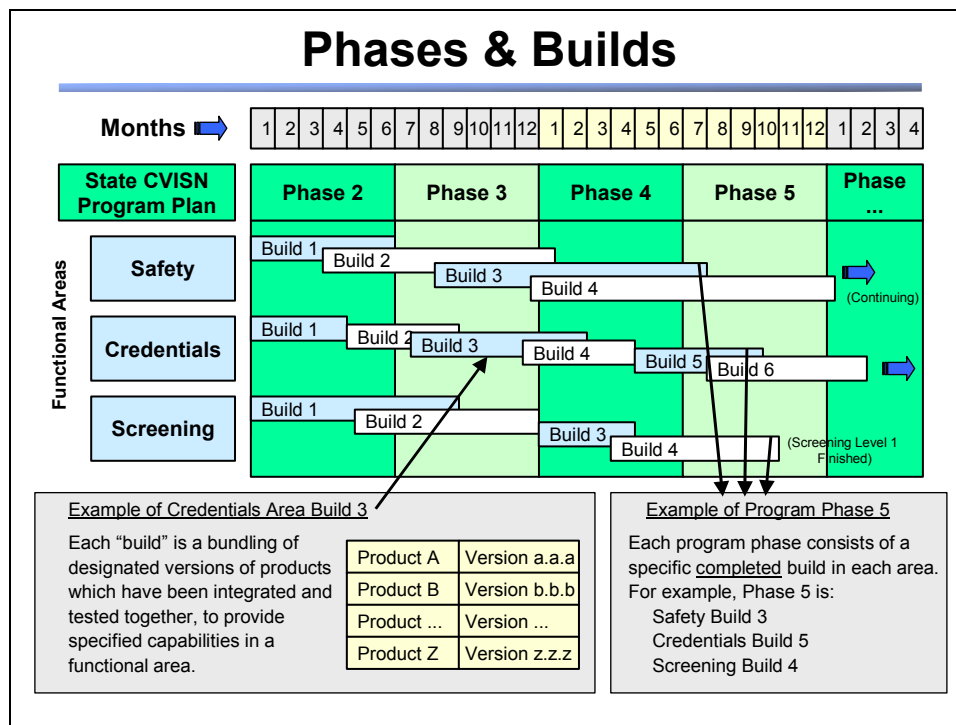 Phases & Builds
Months
1 2 3 4 5 6 7 8 9 10 11 12 1 2 3 4 5 6 7 8 9 10 11 12 1 2 3 4
State CVISN
Program Plan
Phase 2
Phase 3
Phase 4
Phase 5
Phase
...
Functional Areas
Safety
Build 1
Build 2
Build 3
Build 4
(Continuing)
Credentials
Build 1
Build 2
Build 3
Build 4
Build 5
Build 6
Screening
Build 1
Build 2
Build 3
Build 4
(Screening Level 1
Finished)
Example of Credentials Area Build 3
Each “build” is a bundling of
designated versions of products
which have been integrated and
tested together, to provide
specified capabilities in a
functional area.
Product A Version a.a.a
Product B Version b.b.b
Product ... Version ...
Product Z Version z.z.z
Example of Program Phase 5
Each program phase consists of a
specific completed build in each area.
For example, Phase 5 is:
Safety Build 3
Credentials Build 5
Screening Build 4